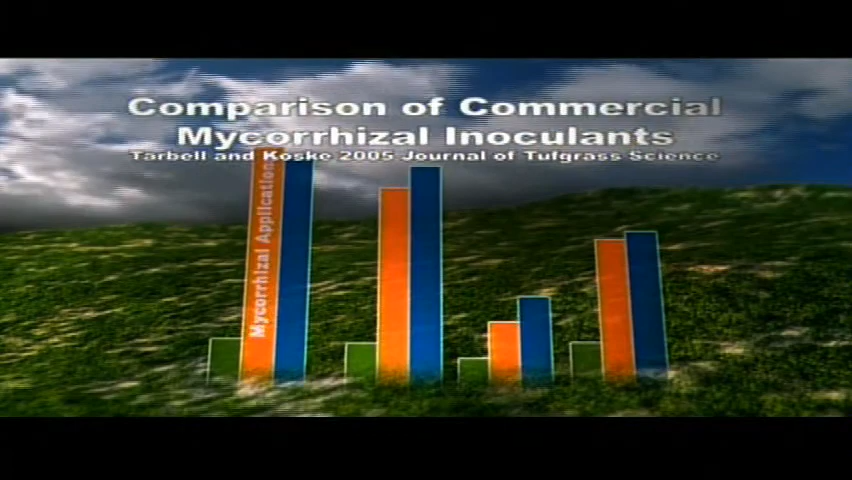 Comparison of Commercial
Mycorrhizal Inoculants
Tarbell and Koske 2005 Journal of Tufgrass Science
Mycorrhizal Application